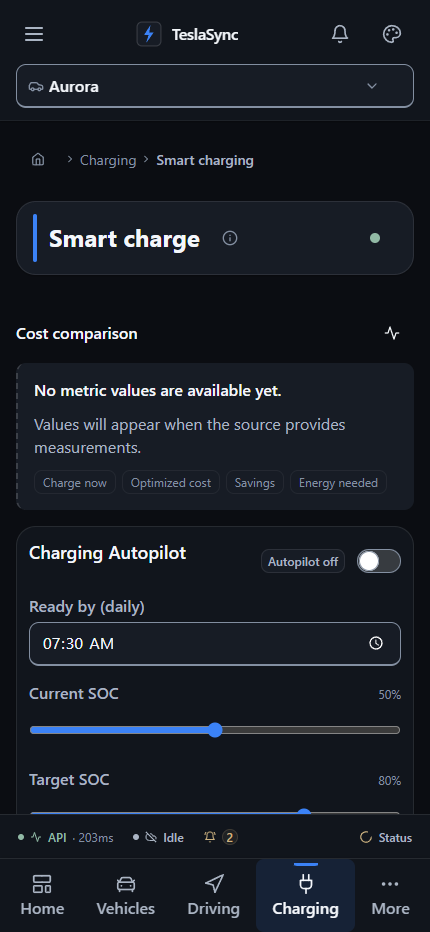 TeslaSync
Aurora
Charging
Smart charging
Smart charge
Cost comparison
No metric values are available yet.
Values will appear when the source provides
measurements.
Charge now
Optimized cost
Savings
Energy needed
Charging Autopilot
Autopilot off
Ready by (daily)
07:30 AM
Current SOC
50%
Target SOC
80%
API · 203ms
Idle
2
Status
Home
Vehicles
Driving
Charging
More